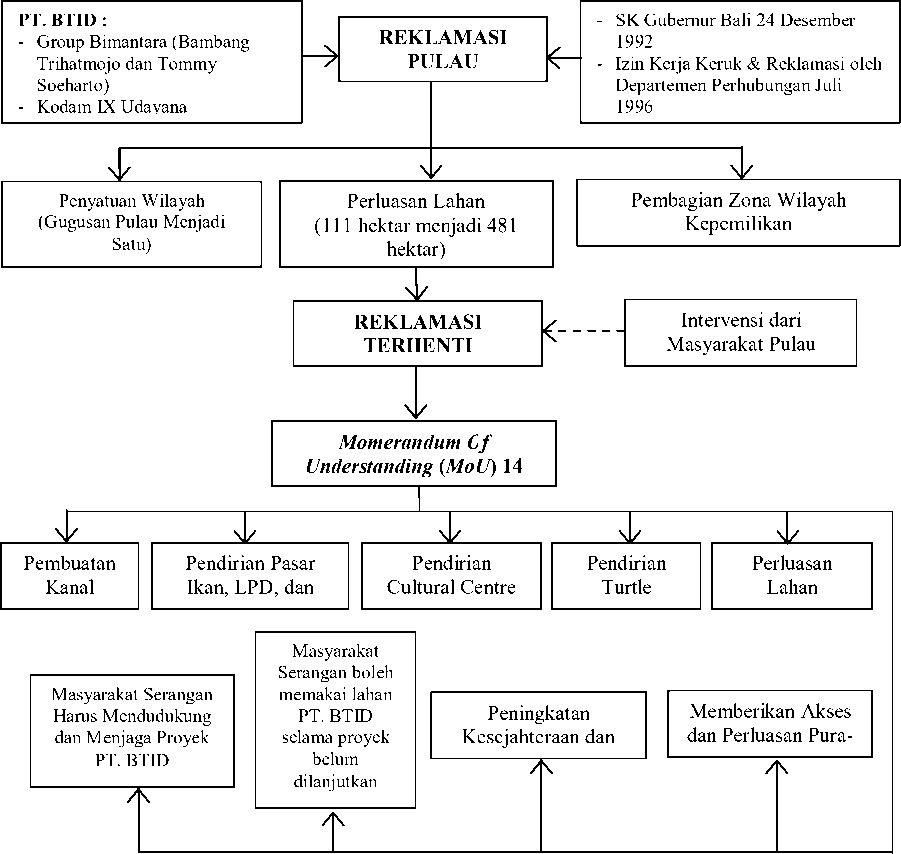 PT. BTID :
- Group Bimantara (Bambang
Trihatmojo dan Tommy
Soeharto)
- Kodam IX Udayana
REKLAMASI
PULAU
- SK Gubernur Bali 24 Desember
1992
- Izin Kerja Keruk & Reklamasi oleh
Departemen Perhubungan Juli
1996
Penyatuan Wilayah
(Gugusan Pulau Menjadi
Satu)
Perluasan Lahan
(111 hektar menjadi 481
hektar)
Pembagian Zona Wilayah
Kepemilikan
REKLAMASI
TERHENTI
Intervensi dari
Masyarakat Pulau
Momerandum Of
Understanding (MoU) 14
Pembuatan
Kanal
Pendirian Pasar
Ikan, LPD, dan
Pendirian
Cultural Centre
Pendirian
Turtle
Perluasan
Lahan
Masyarakat Serangan
Harus Mendudukung
dan Menjaga Proyek
PT. BTID
Masyarakat
Serangan boleh
memakai lahan
PT. BTID
selama proyek
belum
dilanjutkan
Peningkatan
Kesejahteraan dan
Memberikan Akses
dan Perluasan Pura-